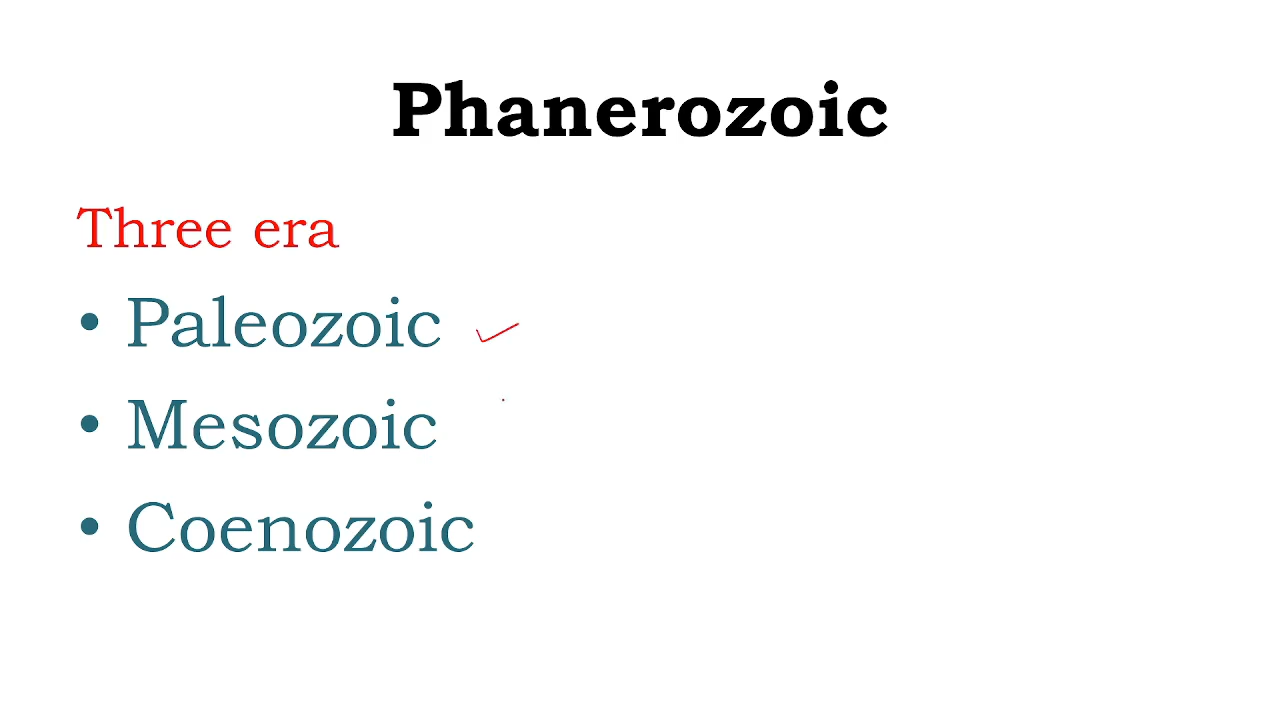 Phanerozoic
Three era
• Paleozoic
• Mesozoic
• Coenozoic